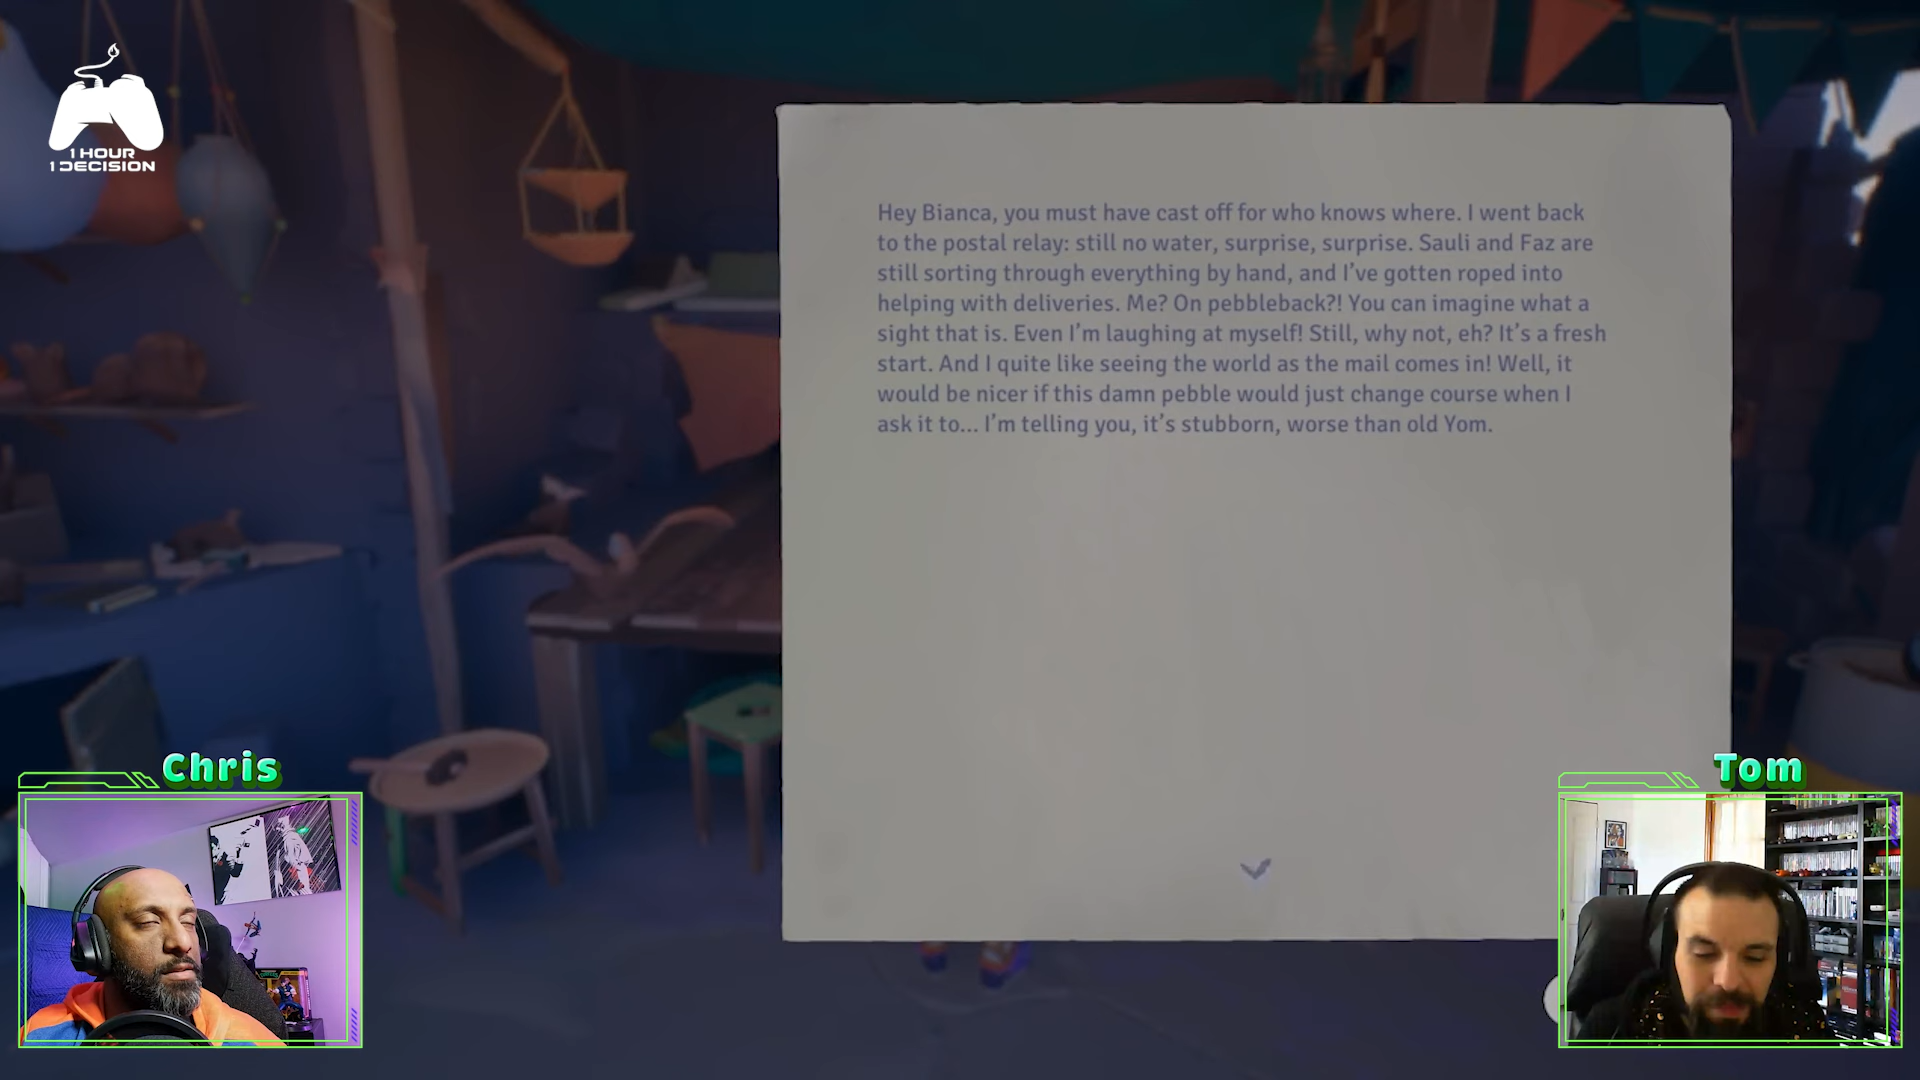 1 HOUR
1 DECISION
Hey Bianca, you must have cast off for who knows where. I went back
to the postal relay: still no water, surprise, surprise. Sauli and Faz are
still sorting through everything by hand, and I’ve gotten roped into
helping with deliveries. Me? On pebbleback?! You can imagine what a
sight that is. Even I’m laughing at myself! Still, why not, eh? It’s a fresh
start. And I quite like seeing the world as the mail comes in! Well, it
would be nicer if this damn pebble would just change course when I
ask it to... I’m telling you, it’s stubborn, worse than old Yom.
Chris
Tom